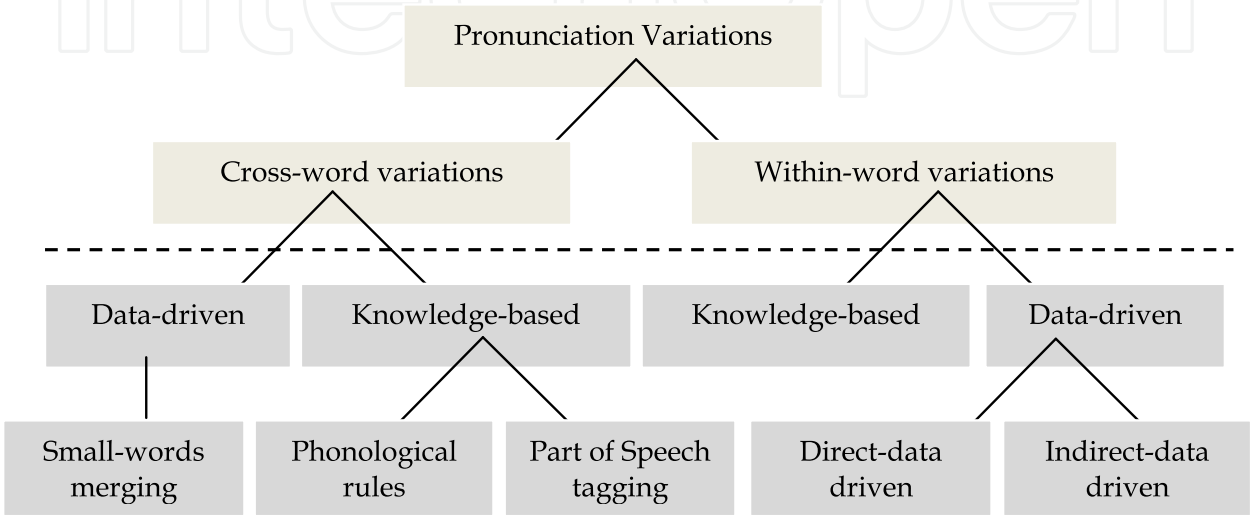 Pronunciation Variations
Cross-word variations
Within-word variations
Data-driven
Knowledge-based
Knowledge-based
Data-driven
Small-words
merging
Phonological
rules
Part of Speech
tagging
Direct-data
driven
Indirect-data
driven